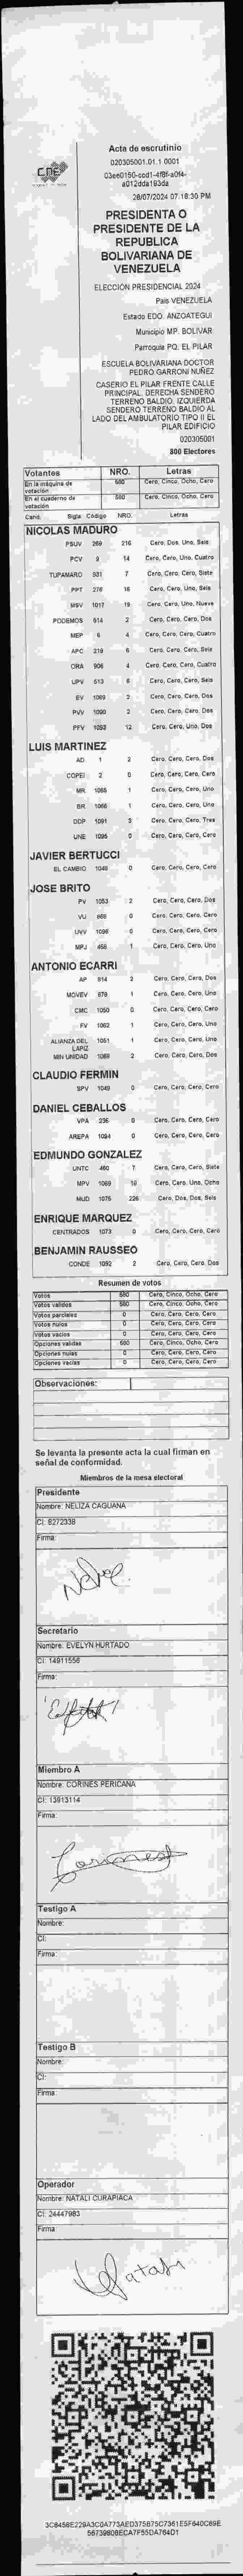 Acta de escrutinio
020305001.01.1 0001
a012dda193da
28/07/2024 07:18:30 PM
PRESIDENTA O
PRESIDENTE DE LA
REPUBLICA
BOLIVARIANA DE
VENEZUELA
ELECCIÓN PRESIDENCIAL 2024
País VENEZUELA
Estado EDO. ANZOATEGUI
Municipio MP. BOLIVAR
Parroquia PQ. EL PILAR
ESCUELA BOLIVARIANA DOCTOR
PEDRO GARRONI NUÑEZ
CASERIO EL PILAR FRENTE CALLE
PRINCIPAL. DERECHA SENDERO
TERRENO BALDIO. IZQUIERDA
SENDERO TERRENO BALDIO AL
LADO DEL AMBULATORIO TIPO II EL
PILAR EDIFICIO
020305001
800 Electores
Votantes NRO. Letras
En la máquina de votación Cero, Cinco, Ocho, Cero
En el cuaderno de votación Cero, Cinco, Ocho, Cero
Cand. Sigla Código NRO. Letras
NICOLAS MADURO
PSUV 269 216 Cero, Dos, Uno, Seis
PCV 9 14 Cero, Cero, Uno, Cuatro
TUPAMARO 931 7 Cero, Cero, Cero, Siete
PPT 276 16 Cero, Cero, Uno, Seis
MSV 1017 19 Cero, Cero, Uno, Nueve
PODEMOS 614 2 Cero, Cero, Cero, Dos
MEP 6 4 Cero, Cero, Cero, Cuatro
APC 219 6 Cero, Cero, Cero, Seis
ORA 906 4 Cero, Cero, Cero, Cuatro
UPV 513 6 Cero, Cero, Cero, Seis
EV 1089 2 Cero, Cero, Cero, Dos
PVV 1090 2 Cero, Cero, Cero, Dos
PFV 1093 12 Cero, Cero, Uno, Dos
LUIS MARTINEZ
AD 1 2 Cero, Cero, Cero, Dos
COPEI 2 0 Cero, Cero, Cero, Cero
MR 1065 1 Cero, Cero, Cero, Uno
BR 1066 1 Cero, Cero, Cero, Uno
DDP 1091 3 Cero, Cero, Cero, Tres
UNE 1095 0 Cero, Cero, Cero, Cero
JAVIER BERTUCCI
EL CAMBIO 1048 0 Cero, Cero, Cero, Cero
JOSE BRITO
PV 1053 2 Cero, Cero, Cero, Dos
VU 868 0 Cero, Cero, Cero, Cero
UVV 1096 0 Cero, Cero, Cero, Cero
MPJ 458 1 Cero, Cero, Cero, Uno
ANTONIO ECARRI
AP 914 2 Cero, Cero, Cero, Dos
MOVEV 878 1 Cero, Cero, Cero, Uno
CMC 1050 0 Cero, Cero, Cero, Cero
FV 1062 1 Cero, Cero, Cero, Uno
ALIANZA DEL LAPIZ 1051 1 Cero, Cero, Cero, Uno
MIN UNIDAD 1069 2 Cero, Cero, Cero, Dos
CLAUDIO FERMIN
SPV 1049 0 Cero, Cero, Cero, Cero
DANIEL CEBALLOS
VPA 236 0 Cero, Cero, Cero, Cero
AREPA 1094 0 Cero, Cero, Cero, Cero
EDMUNDO GONZALEZ
UNTC 460 7 Cero, Cero, Cero, Siete
MPV 1069 18 Cero, Cero, Uno, Ocho
MUD 1075 226 Cero, Dos, Dos, Seis
ENRIQUE MARQUEZ
CENTRADOS 1073 0 Cero, Cero, Cero, Cero
BENJAMIN RAUSSEO
CONDE 1092 2 Cero, Cero, Cero, Dos
Resumen de votos
Votos 580 Cero, Cinco, Ocho, Cero
Votos validos 580 Cero, Cinco, Ocho, Cero
Votos parciales 0 Cero, Cero, Cero, Cero
Votos nulos 0 Cero, Cero, Cero, Cero
Votos vacíos 0 Cero, Cero, Cero, Cero
Opciones validas 580 Cero, Cinco, Ocho, Cero
Opciones nulas 0 Cero, Cero, Cero, Cero
Opciones vacías 0 Cero, Cero, Cero, Cero
Observaciones:
Se levanta la presente acta la cual firman en
señal de conformidad.
Miembros de la mesa electoral
Presidente
Nombre: NELIZA CAGUANA
CI: 8272338
Firma:
Secretario
Nombre: EVELYN HURTADO
CI: 14911556
Firma:
Miembro A
Nombre: CORINES PERICANA
CI: 13913114
Firma:
Corines
Testigo A
Nombre:
CI:
Firma:
Testigo B
Nombre:
CI:
Firma:
Operador
Nombre: NATALI CURAPIACA
CI: 24447983
Firma:
Natali